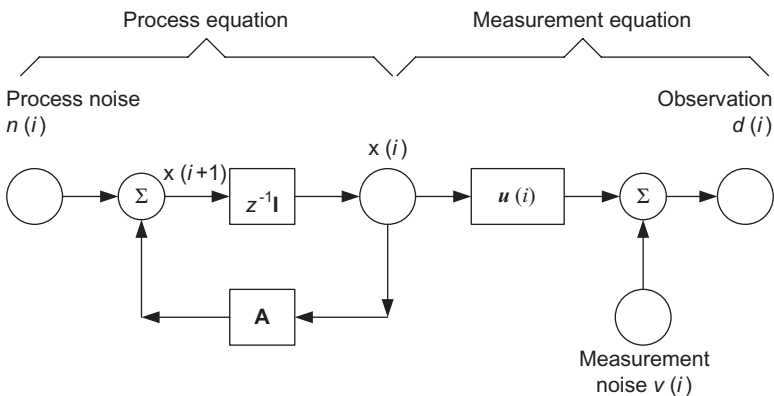 Process equation
Measurement equation
Process noise
n (i)
Observation
d (i)
x (i+1)
x (i)
Σ
z⁻¹I
u (i)
Σ
A
Measurement
noise v (i)